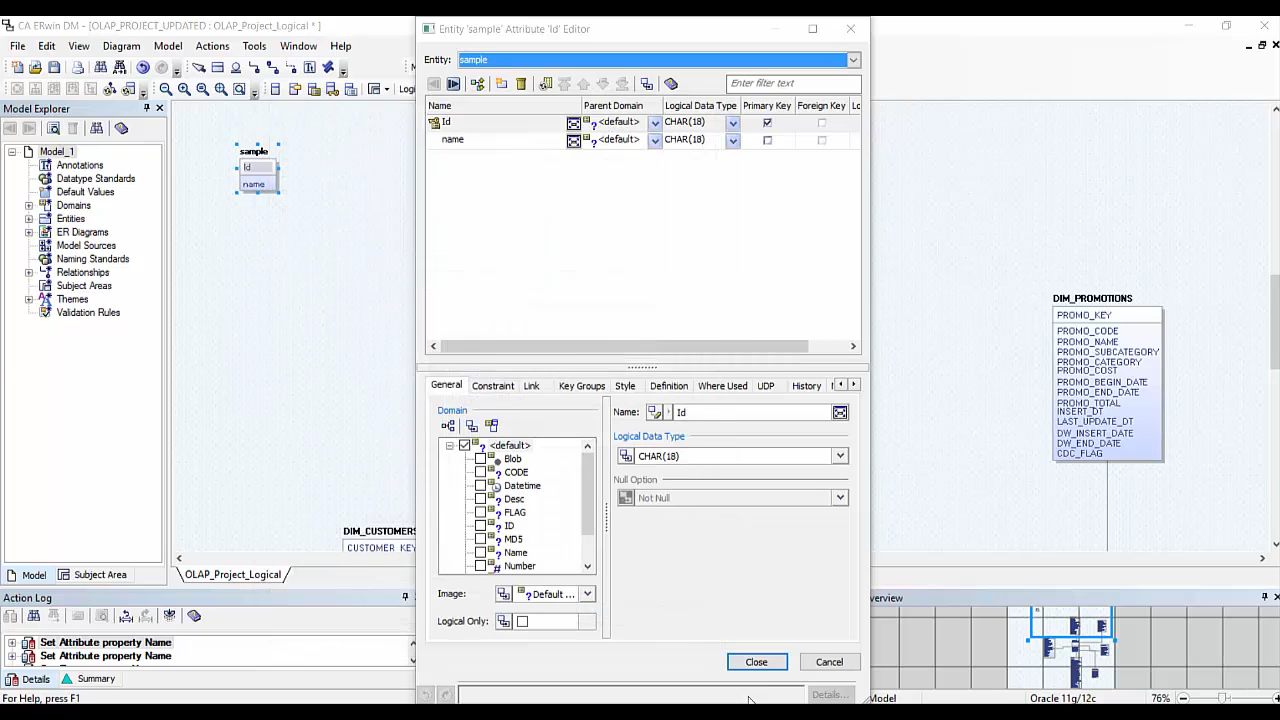 CA ERwin DM - [OLAP_PROJECT_UPDATED : OLAP_Project_Logical * ]
File Edit View Diagram Model Actions Tools Window Help
Model Explorer
Model_1
Annotations
Datatype Standards
Default Values
Domains
Entities
ER Diagrams
Model Sources
Naming Standards
Relationships
Subject Areas
Themes
Validation Rules
Model Subject Area
sample
Id
name
DIM_CUSTOMERS
CUSTOMER_KEY
OLAP_Project_Logical
Entity 'sample' Attribute 'Id' Editor
Entity: sample
Enter filter text
Name Parent Domain Logical Data Type Primary Key Foreign Key Lo
Id <default> CHAR(18)
name <default> CHAR(18)
General Constraint Link Key Groups Style Definition Where Used UDP History
Domain
<default>
Blob
CODE
Datetime
Desc
FLAG
ID
MD5
Name
Number
Image: Default ...
Logical Only:
Name: Id
Logical Data Type
CHAR(18)
Null Option
Not Null
Close Cancel
Details...
DIM_PROMOTIONS
PROMO_KEY
PROMO_CODE
PROMO_NAME
PROMO_SUBCATEGORY
PROMO_CATEGORY
PROMO_COST
PROMO_BEGIN_DATE
PROMO_END_DATE
PROMO_TOTAL
INSERT_DT
LAST_UPDATE_DT
DW_INSERT_DATE
DW_END_DATE
CDC_FLAG
Action Log
Set Attribute property Name
Set Attribute property Name
Details Summary
erview
For Help, press F1
Model Oracle 11g/12c 76%